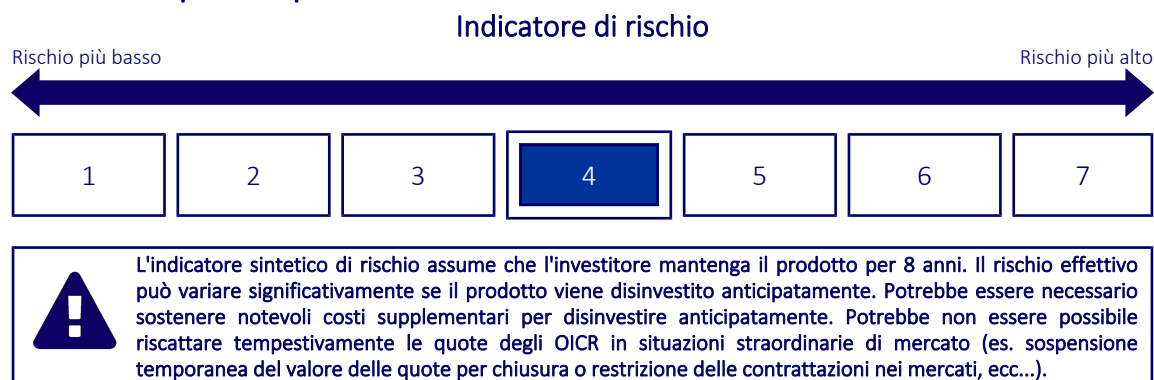 Indicatore di rischio
Rischio più basso
Rischio più alto
1
2
3
4
5
6
7
L'indicatore sintetico di rischio assume che l'investitore mantenga il prodotto per 8 anni. Il rischio effettivo
può variare significativamente se il prodotto viene disinvestito anticipatamente. Potrebbe essere necessario
sostenere notevoli costi supplementari per disinvestire anticipatamente. Potrebbe non essere possibile
riscattare tempestivamente le quote degli OICR in situazioni straordinarie di mercato (es. sospensione
temporanea del valore delle quote per chiusura o restrizione delle contrattazioni nei mercati, ecc...).